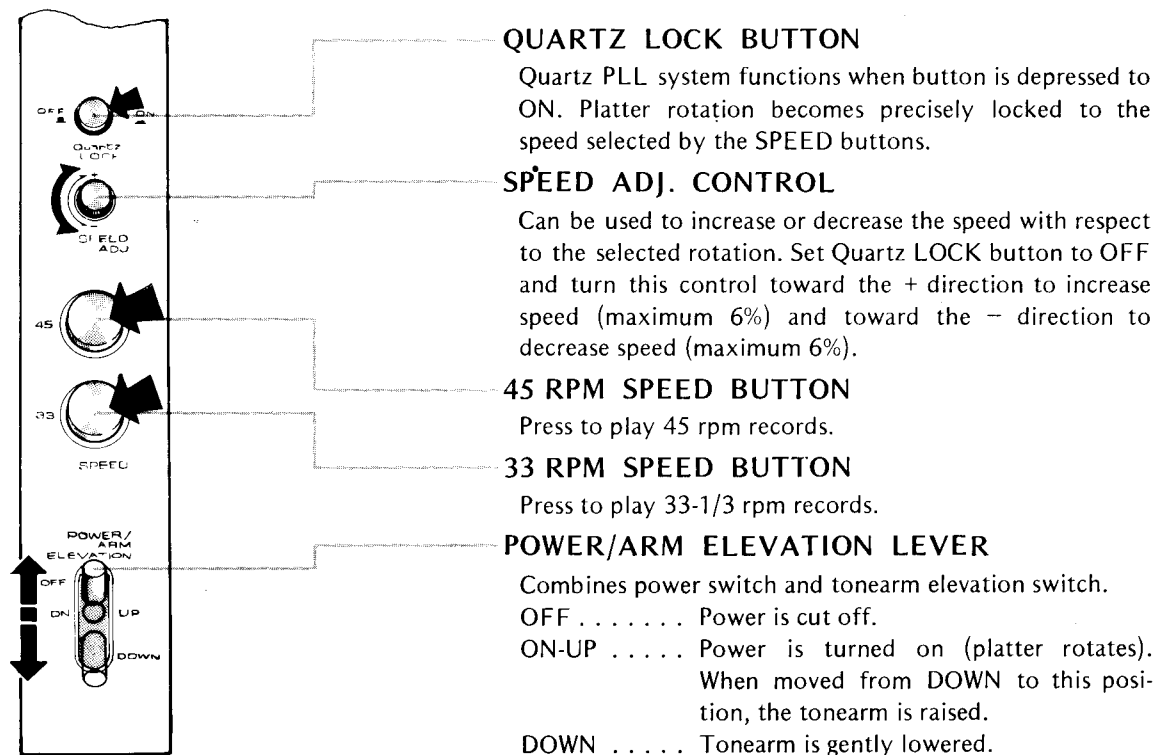 QUARTZ LOCK BUTTON
Quartz PLL system functions when button is depressed to
ON. Platter rotation becomes precisely locked to the
speed selected by the SPEED buttons.
SPEED ADJ. CONTROL
Can be used to increase or decrease the speed with respect
to the selected rotation. Set Quartz LOCK button to OFF
and turn this control toward the + direction to increase
speed (maximum 6%) and toward the − direction to
decrease speed (maximum 6%).
45 RPM SPEED BUTTON
Press to play 45 rpm records.
33 RPM SPEED BUTTON
Press to play 33-1/3 rpm records.
POWER/ARM ELEVATION LEVER
Combines power switch and tonearm elevation switch.
OFF . . . . . . . Power is cut off.
ON-UP . . . . . Power is turned on (platter rotates).
When moved from DOWN to this posi-
tion, the tonearm is raised.
DOWN . . . . . Tonearm is gently lowered.
OFF ON
Quartz
LOCK
+
−
SPEED
ADJ
45
33
SPEED
POWER/
ARM
ELEVATION
OFF
ON UP
DOWN